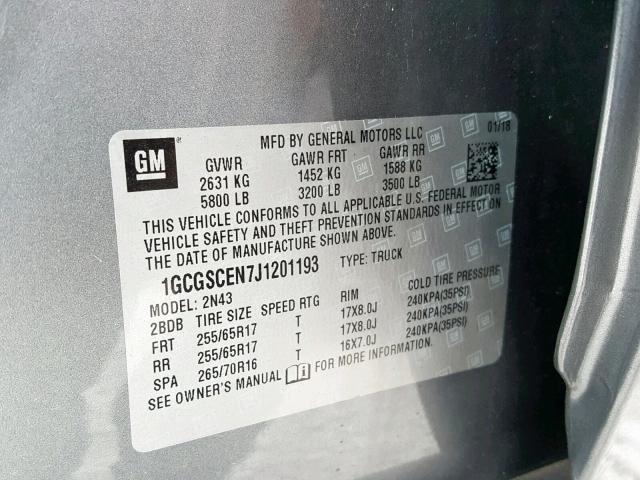 GM
MFD BY GENERAL MOTORS LLC 01/18
GVWR GAWR FRT GAWR RR
2631 KG 1452 KG 1588 KG
5800 LB 3200 LB 3500 LB
THIS VEHICLE CONFORMS TO ALL APPLICABLE U.S. FEDERAL MOTOR
VEHICLE SAFETY AND THEFT PREVENTION STANDARDS IN EFFECT ON
THE DATE OF MANUFACTURE SHOWN ABOVE.
1GCGSCEN7J1201193 TYPE: TRUCK
MODEL: 2N43
2BDB TIRE SIZE SPEED RTG RIM COLD TIRE PRESSURE
FRT 255/65R17 T 17X8.0J 240KPA(35PSI)
RR 255/65R17 T 17X8.0J 240KPA(35PSI)
SPA 265/70R16 T 16X7.0J 240KPA(35PSI)
SEE OWNER'S MANUAL FOR MORE INFORMATION